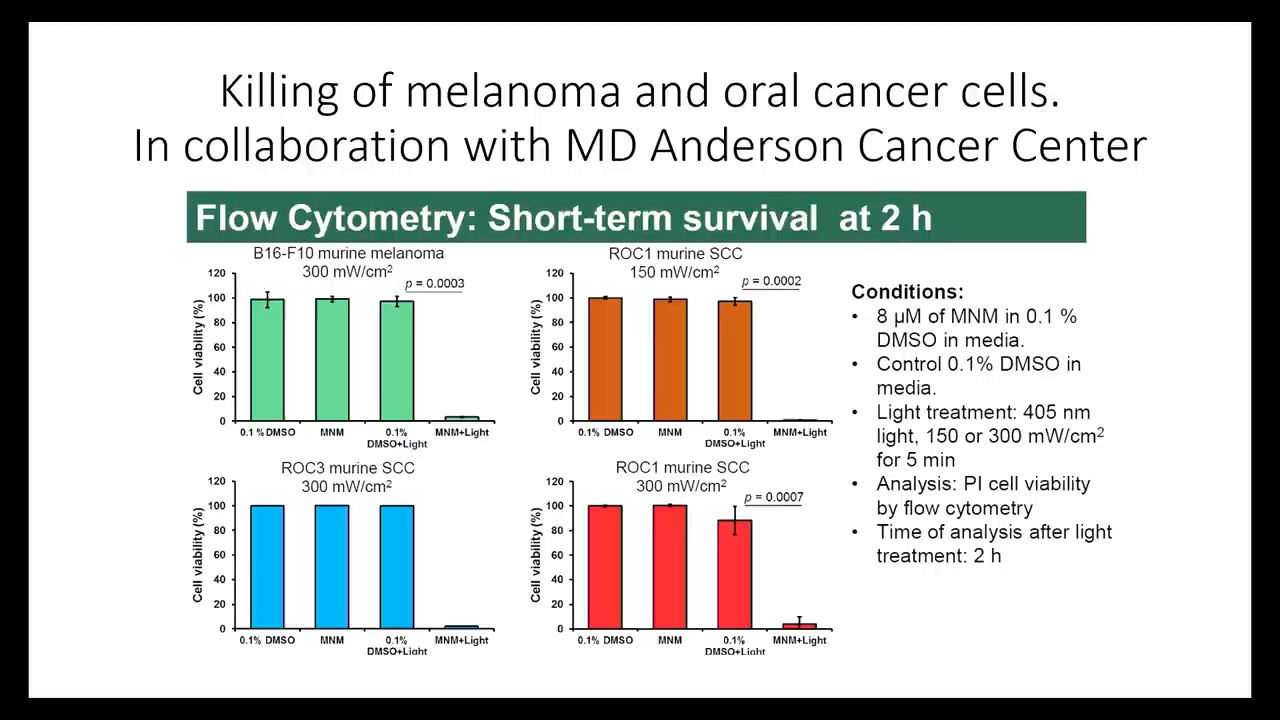 Killing of melanoma and oral cancer cells.
In collaboration with MD Anderson Cancer Center
Flow Cytometry: Short-term survival at 2 h
B16-F10 murine melanoma
300 mW/cm²
p = 0.0003
Cell viability (%)
120
100
80
60
40
20
0
0.1 % DMSO
MNM
0.1%
DMSO+Light
MNM+Light
ROC1 murine SCC
150 mW/cm²
p = 0.0002
Cell viability (%)
120
100
80
60
40
20
0
0.1 % DMSO
MNM
0.1%
DMSO+Light
MNM+Light
ROC3 murine SCC
300 mW/cm²
Cell viability (%)
120
100
80
60
40
20
0
0.1% DMSO
MNM
0.1%
DMSO+Light
MNM+Light
ROC1 murine SCC
300 mW/cm²
p = 0.0007
Cell viability (%)
120
100
80
60
40
20
0
0.1% DMSO
MNM
0.1%
DMSO+Light
MNM+Light
Conditions:
• 8 µM of MNM in 0.1 %
DMSO in media.
• Control 0.1% DMSO in
media.
• Light treatment: 405 nm
light, 150 or 300 mW/cm²
for 5 min
• Analysis: PI cell viability
by flow cytometry
• Time of analysis after light
treatment: 2 h